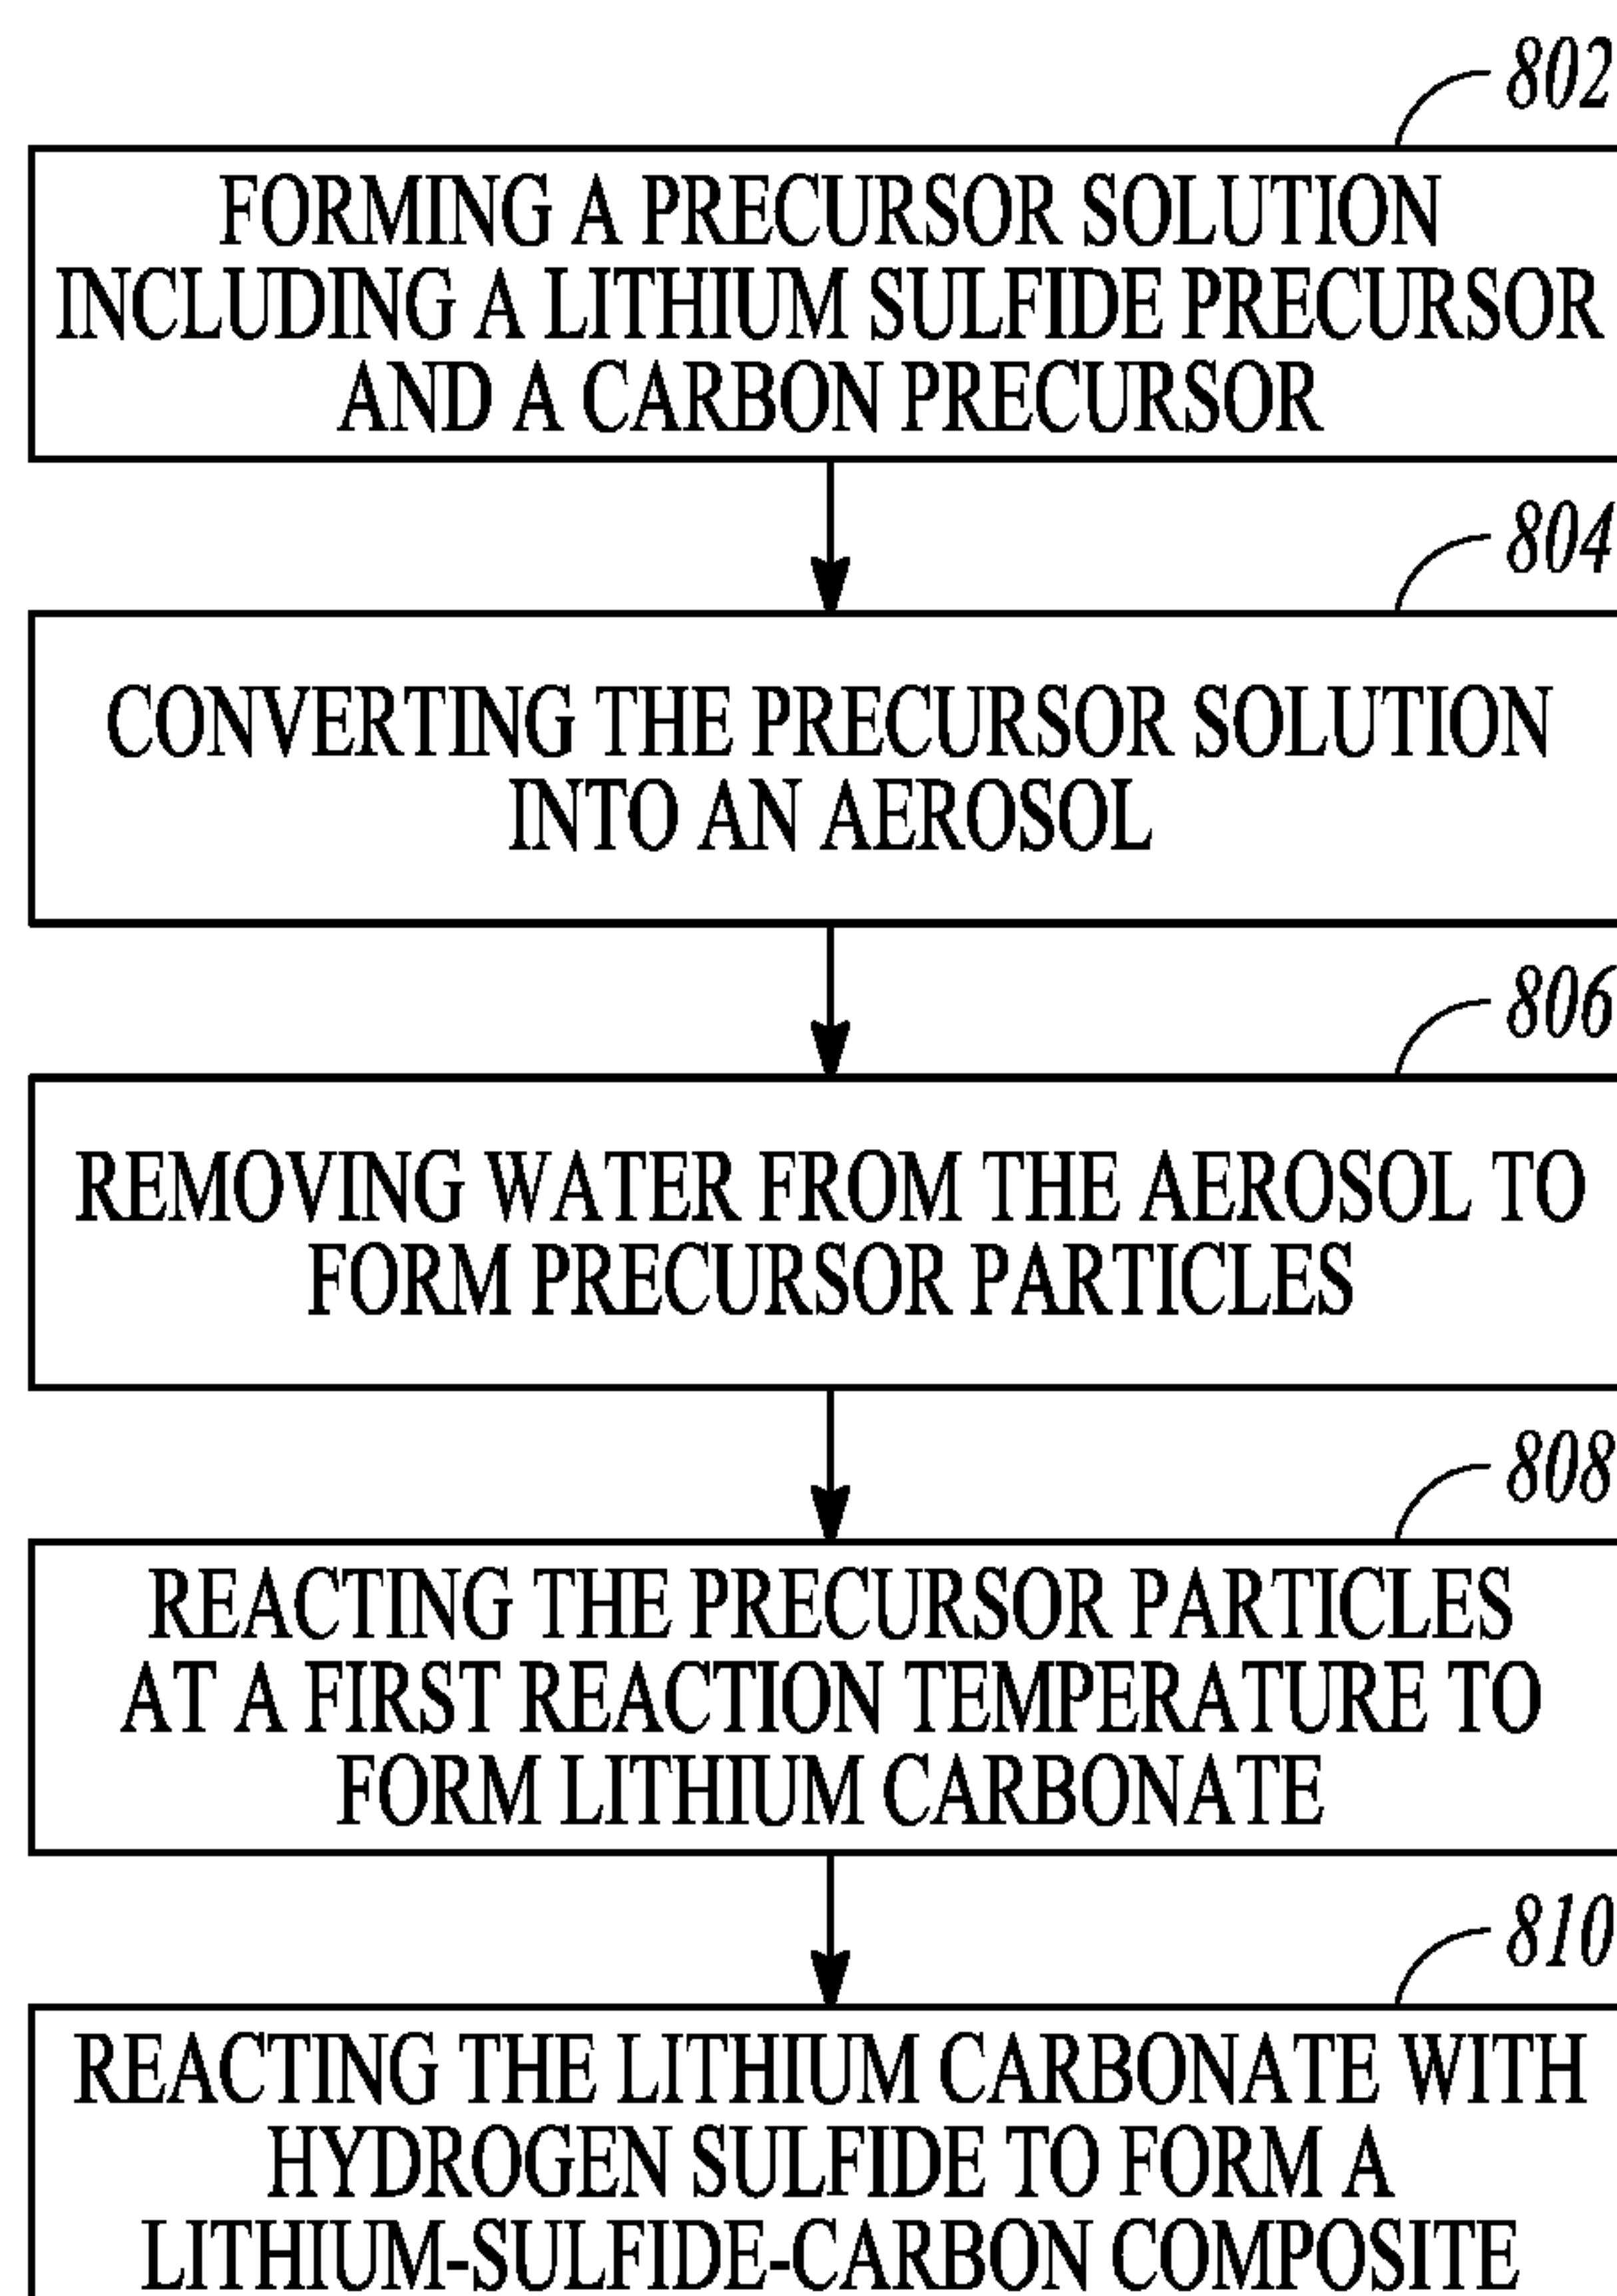 802
FORMING A PRECURSOR SOLUTION
INCLUDING A LITHIUM SULFIDE PRECURSOR
AND A CARBON PRECURSOR
804
CONVERTING THE PRECURSOR SOLUTION
INTO AN AEROSOL
806
REMOVING WATER FROM THE AEROSOL TO
FORM PRECURSOR PARTICLES
808
REACTING THE PRECURSOR PARTICLES
AT A FIRST REACTION TEMPERATURE TO
FORM LITHIUM CARBONATE
810
REACTING THE LITHIUM CARBONATE WITH
HYDROGEN SULFIDE TO FORM A
LITHIUM-SULFIDE-CARBON COMPOSITE